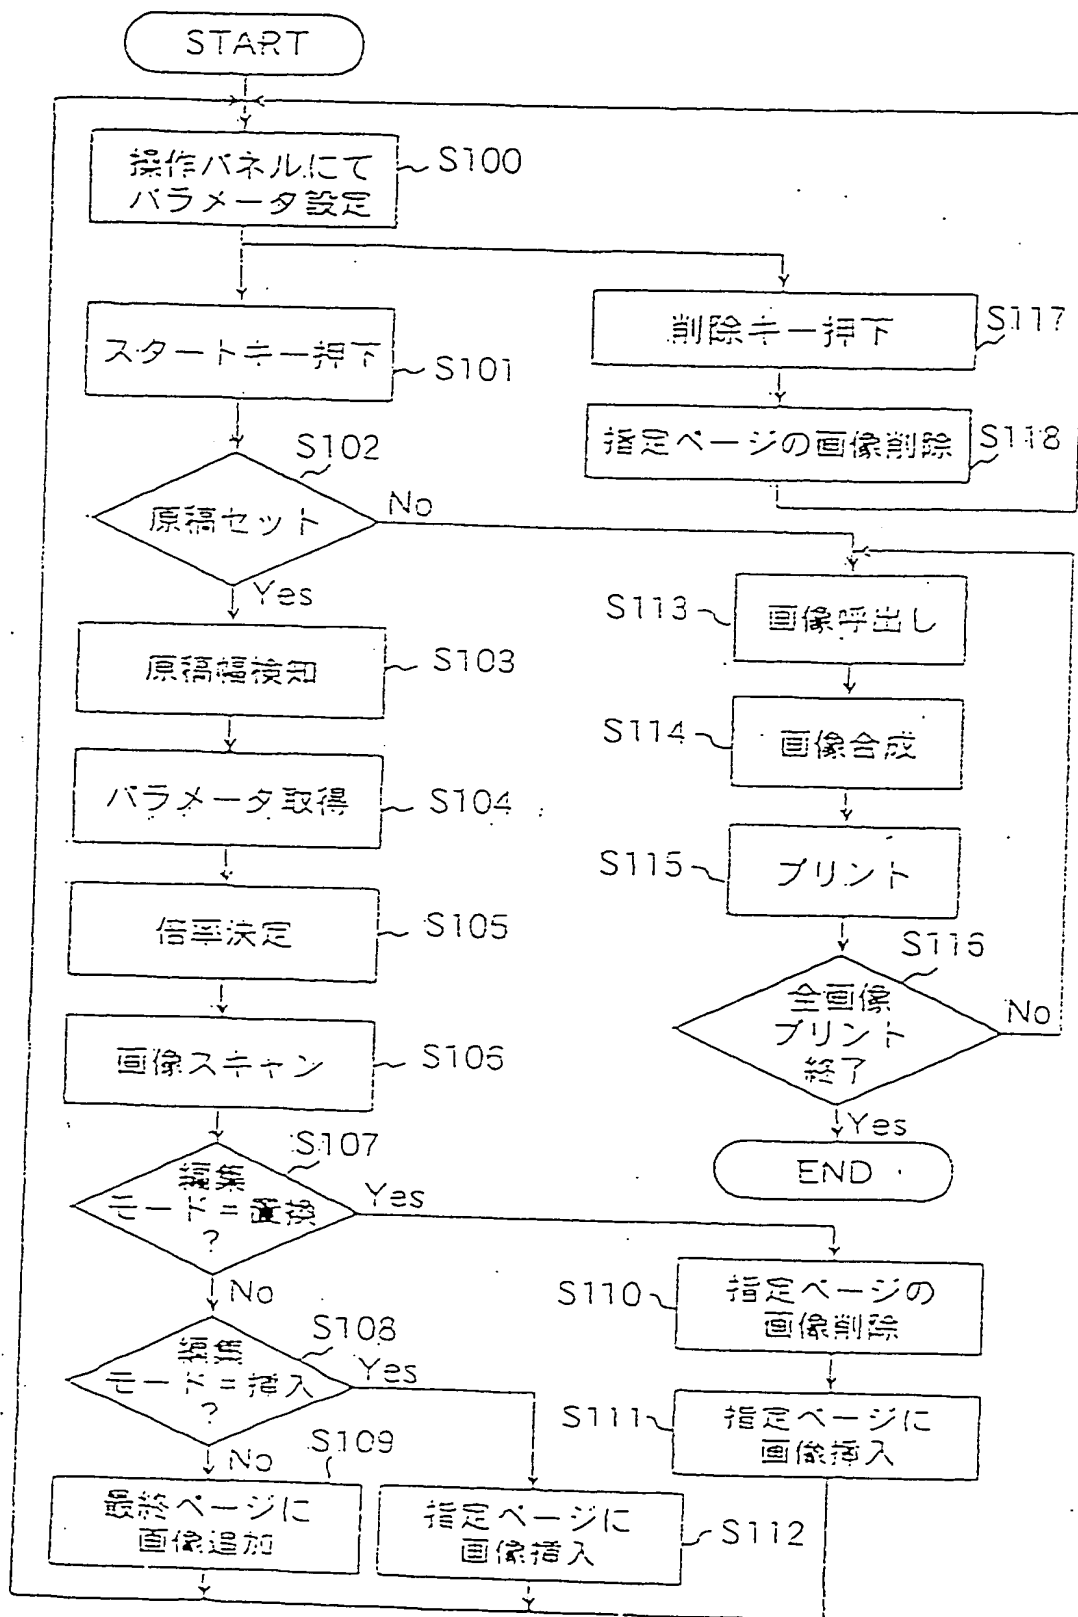 START
操作パネルにて
パラメータ設定
S100
スタートキー押下
S101
削除キー押下
S117
指定ページの画像削除
S118
S102
原稿セット
No
Yes
原稿幅検知
S103
パラメータ取得
S104
倍率決定
S105
画像スキャン
S106
S107
編集
モード=置換
?
Yes
No
S108
編集
モード=挿入
?
Yes
No
S109
最終ページに
画像追加
指定ページに
画像挿入
S112
S113
画像呼出し
S114
画像合成
S115
プリント
S116
全画像
プリント
終了
No
Yes
END
S110
指定ページの
画像削除
S111
指定ページに
画像挿入